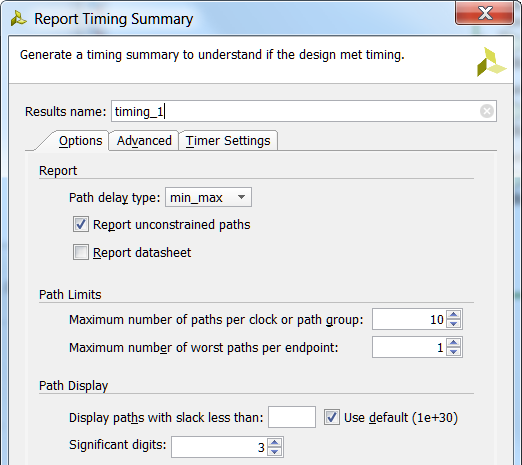 Report Timing Summary
Generate a timing summary to understand if the design met timing.
Results name: timing_1
Options Advanced Timer Settings
Report
Path delay type: min_max
Report unconstrained paths
Report datasheet
Path Limits
Maximum number of paths per clock or path group: 10
Maximum number of worst paths per endpoint: 1
Path Display
Display paths with slack less than: Use default (1e+30)
Significant digits: 3